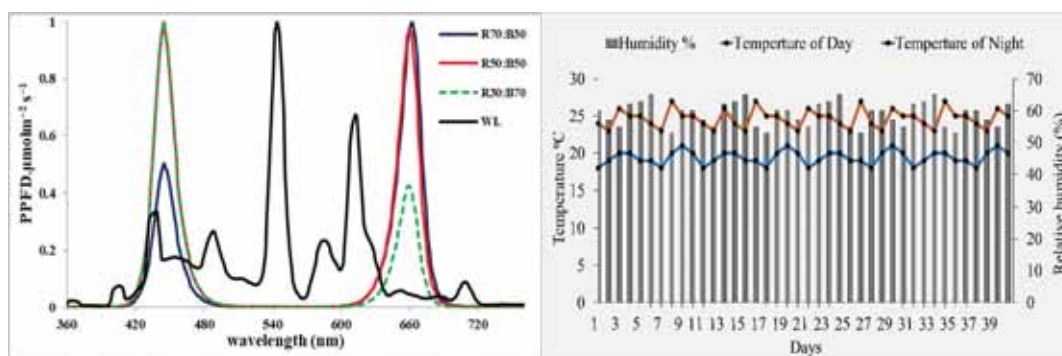 PPFD.µmolm⁻² s⁻¹
1
0.8
0.6
0.4
0.2
0
360 420 480 540 600 660 720
wavelength (nm)
R70:B30
R50:B50
R30:B70
WL
Humidity % Temperture of Day Temperture of Night
Temperature °C
30
25
20
15
10
5
0
70
60
50
40
30
20
10
0
Relative humidity (%)
1 3 5 7 9 11 13 15 17 19 21 23 25 27 29 31 33 35 37 39
Days